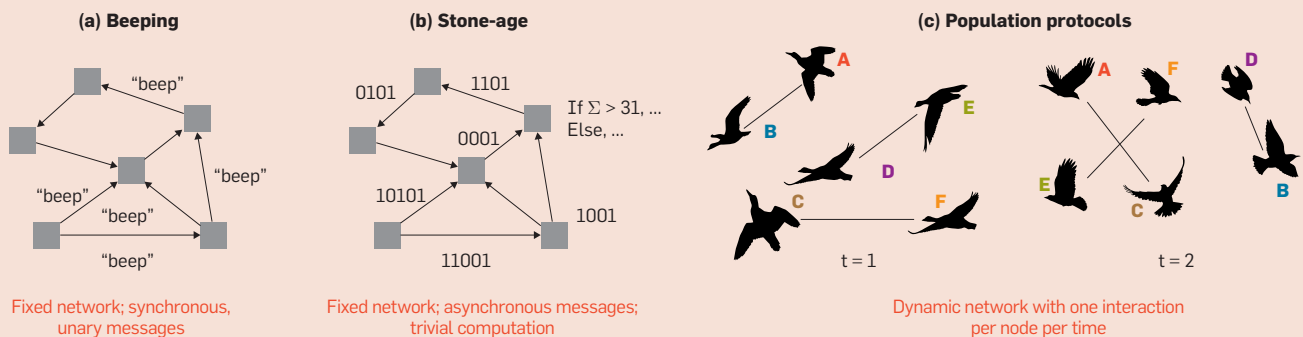 (a) Beeping
“beep”
“beep”
“beep”
“beep”
“beep”
Fixed network; synchronous,
unary messages
(b) Stone-age
0101
1101
If Σ > 31, ...
Else, ...
0001
10101
1001
11001
Fixed network; asynchronous messages;
trivial computation
(c) Population protocols
A
B
E
D
C
F
t = 1
A
F
D
E
C
B
t = 2
Dynamic network with one interaction
per node per time